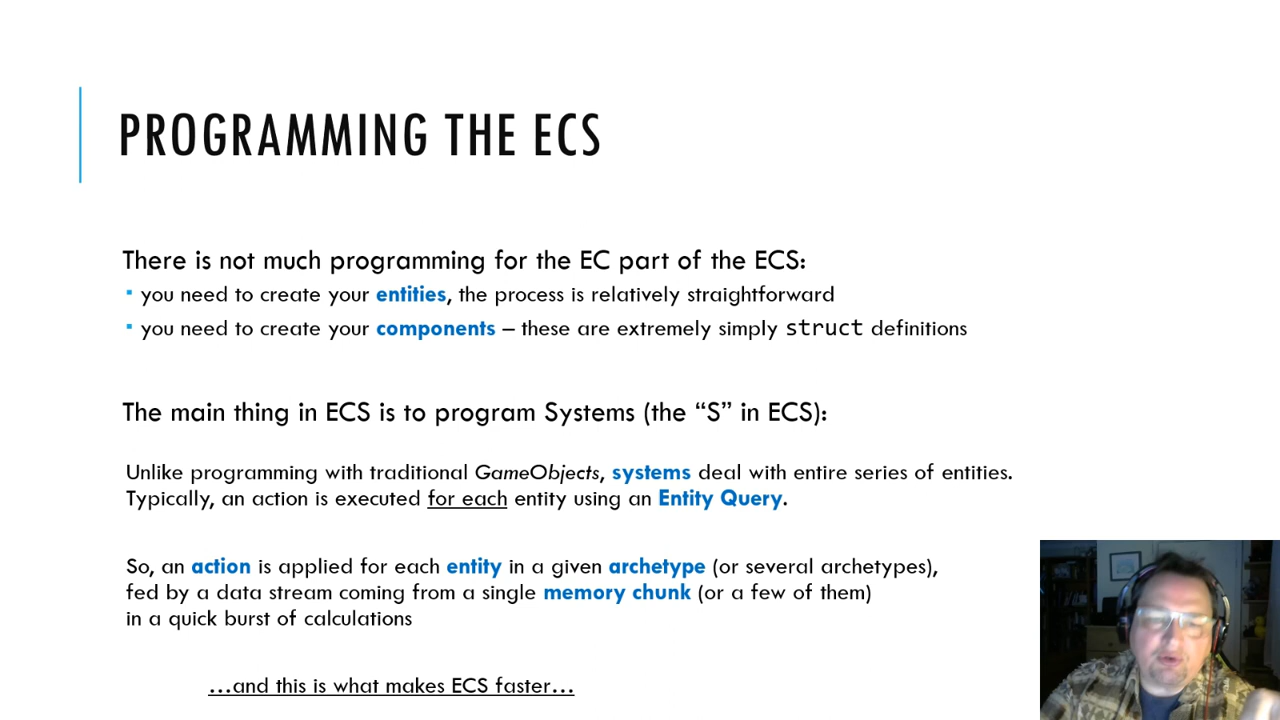 PROGRAMMING THE ECS
There is not much programming for the EC part of the ECS:
▪ you need to create your entities, the process is relatively straightforward
▪ you need to create your components – these are extremely simply struct definitions
The main thing in ECS is to program Systems (the “S” in ECS):
Unlike programming with traditional GameObjects, systems deal with entire series of entities.
Typically, an action is executed for each entity using an Entity Query.
So, an action is applied for each entity in a given archetype (or several archetypes),
fed by a data stream coming from a single memory chunk (or a few of them)
in a quick burst of calculations
…and this is what makes ECS faster…